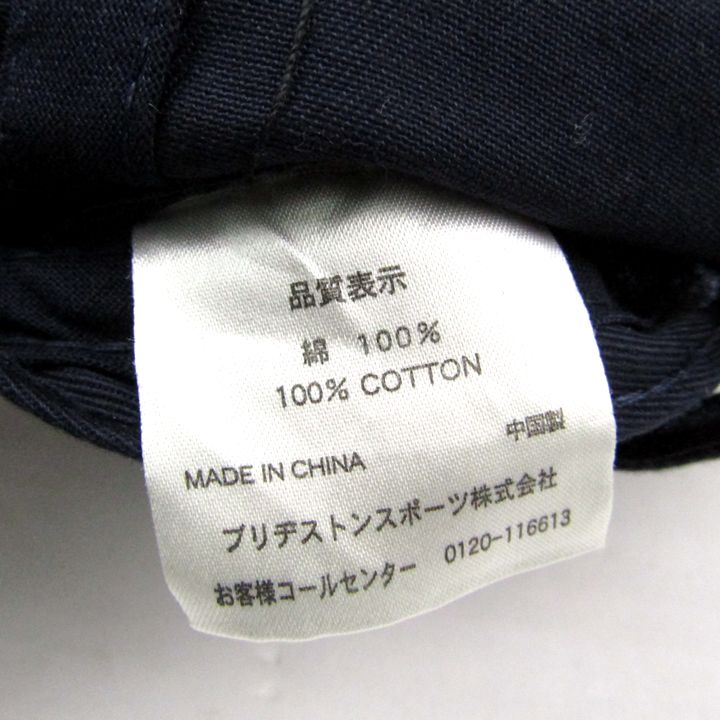 品質表示
綿 100%
100% COTTON
中国製
MADE IN CHINA
ブリヂストンスポーツ株式会社
お客様コールセンター 0120-116613